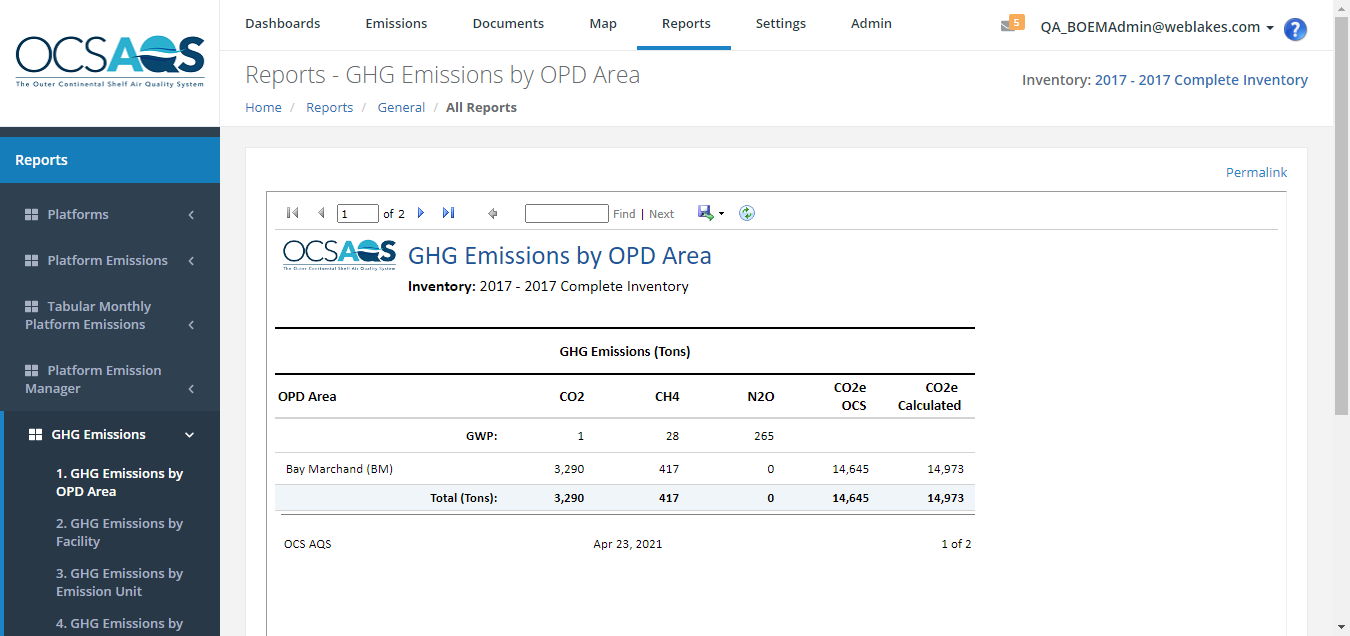 OCSAQS
The Outer Continental Shelf Air Quality System
Dashboards Emissions Documents Map Reports Settings Admin
5 QA_BOEMAdmin@weblakes.com ?
Reports - GHG Emissions by OPD Area
Inventory: 2017 - 2017 Complete Inventory
Home / Reports / General / All Reports
Reports
Platforms
Platform Emissions
Tabular Monthly
Platform Emissions
Platform Emission
Manager
GHG Emissions
1. GHG Emissions by
OPD Area
2. GHG Emissions by
Facility
3. GHG Emissions by
Emission Unit
4. GHG Emissions by
Permalink
1 of 2 Find | Next
OCSAQS
The Outer Continental Shelf Air Quality System
GHG Emissions by OPD Area
Inventory: 2017 - 2017 Complete Inventory
GHG Emissions (Tons)
OPD Area CO2 CH4 N2O CO2e OCS CO2e Calculated
GWP: 1 28 265
Bay Marchand (BM) 3,290 417 0 14,645 14,973
Total (Tons): 3,290 417 0 14,645 14,973
OCS AQS Apr 23, 2021 1 of 2